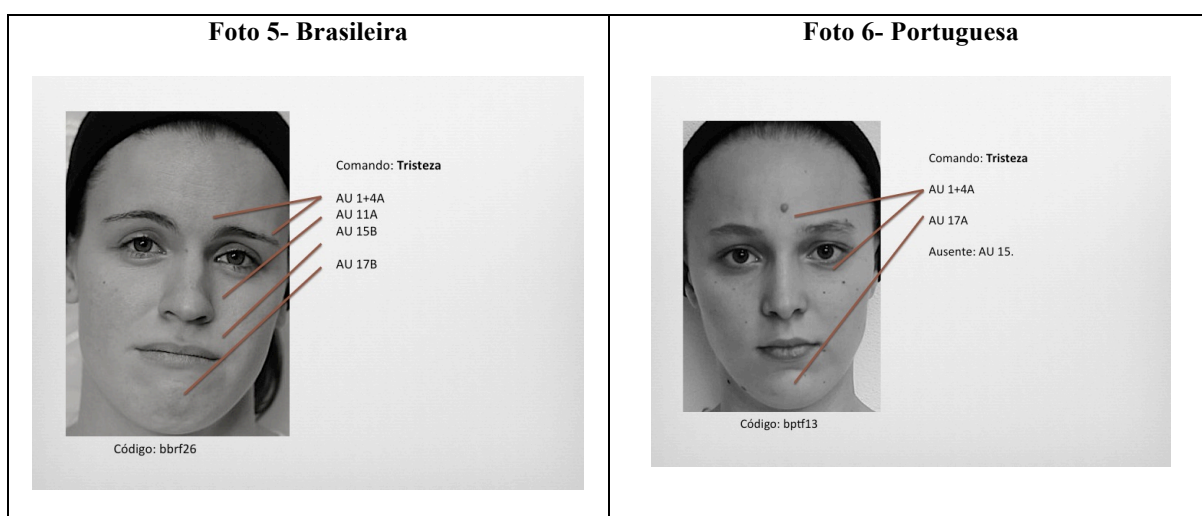 Foto 5- Brasileira
Comando: Tristeza
AU 1+4A
AU 11A
AU 15B
AU 17B
Código: bbrf26
Foto 6- Portuguesa
Comando: Tristeza
AU 1+4A
AU 17A
Ausente: AU 15.
Código: bptf13